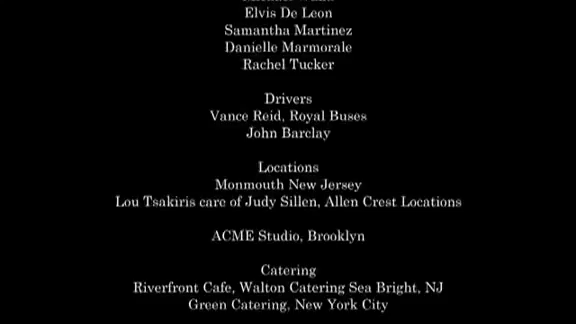 Elvis De Leon
Samantha Martinez
Danielle Marmorale
Rachel Tucker
Drivers
Vance Reid, Royal Buses
John Barclay
Locations
Monmouth New Jersey
Lou Tsakiris care of Judy Sillen, Allen Crest Locations
ACME Studio, Brooklyn
Catering
Riverfront Cafe, Walton Catering Sea Bright, NJ
Green Catering, New York City